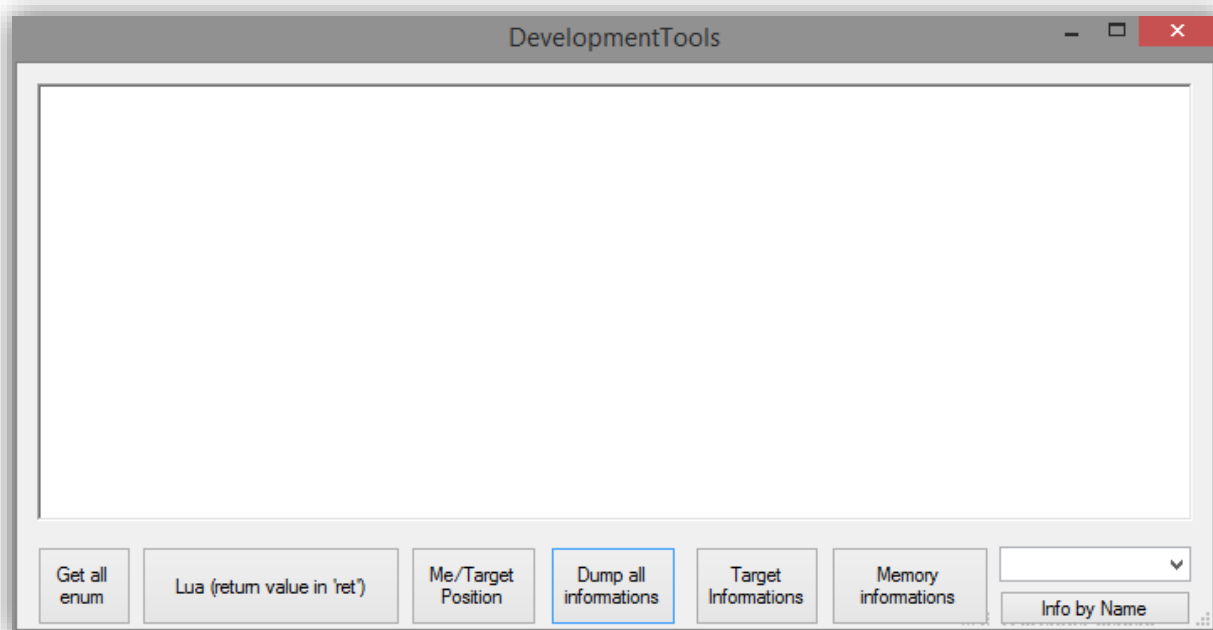 DevelopmentTools
Get all
enum
Lua (return value in 'ret')
Me/Target
Position
Dump all
informations
Target
Informations
Memory
informations
Info by Name